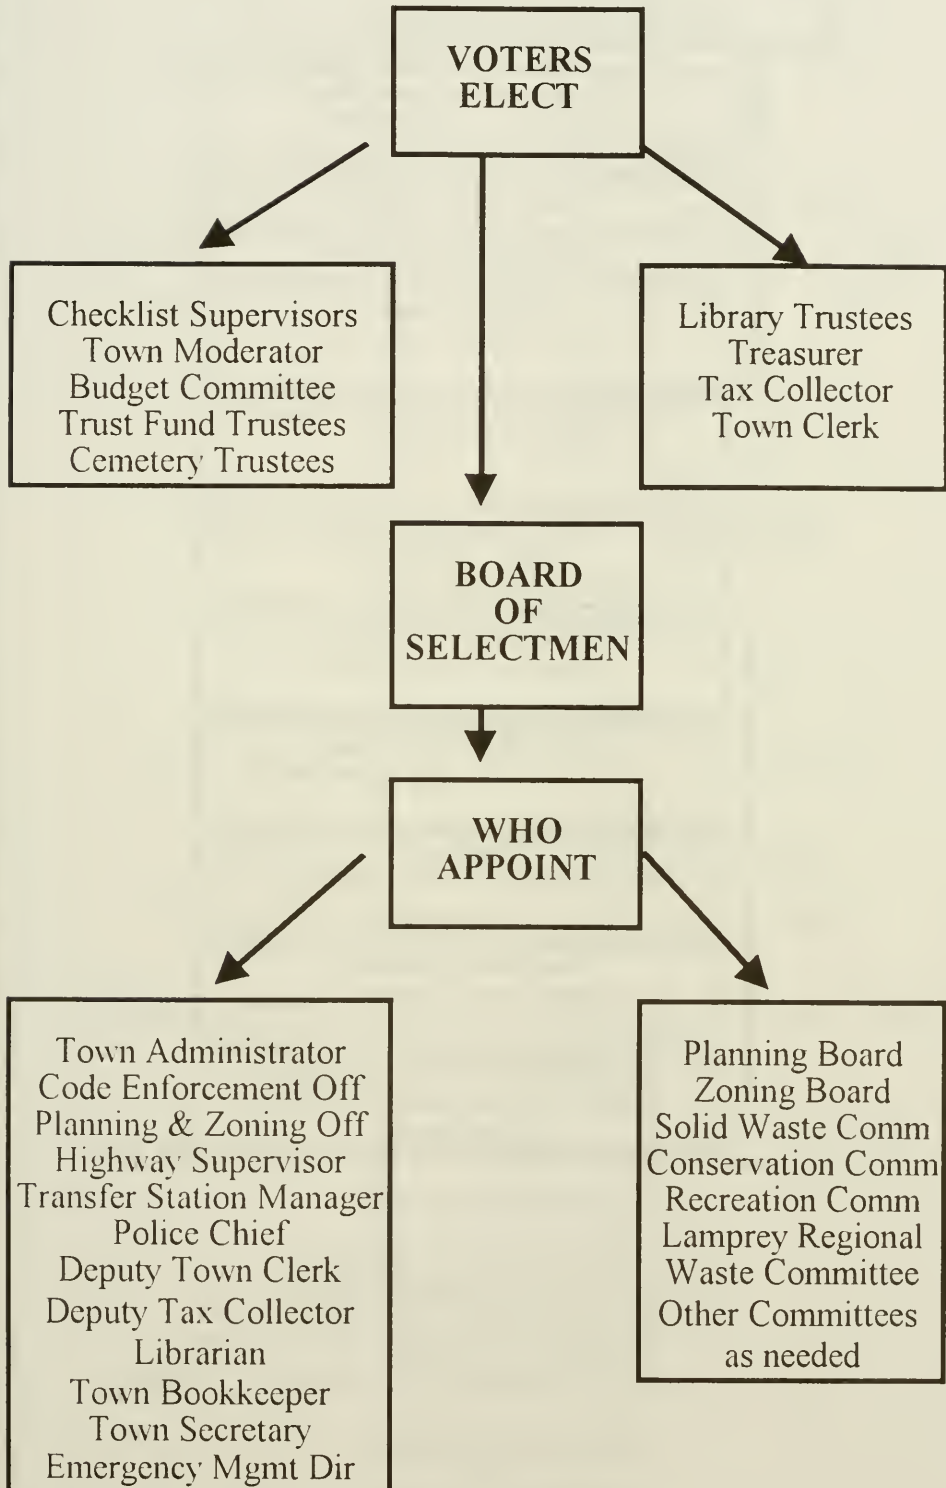 VOTERS
ELECT
Checklist Supervisors
Town Moderator
Budget Committee
Trust Fund Trustees
Cemetery Trustees
Library Trustees
Treasurer
Tax Collector
Town Clerk
BOARD
OF
SELECTMEN
WHO
APPOINT
Town Administrator
Code Enforcement Off
Planning & Zoning Off
Highway Supervisor
Transfer Station Manager
Police Chief
Deputy Town Clerk
Deputy Tax Collector
Librarian
Town Bookkeeper
Town Secretary
Emergency Mgmt Dir
Planning Board
Zoning Board
Solid Waste Comm
Conservation Comm
Recreation Comm
Lamprey Regional
Waste Committee
Other Committees
as needed